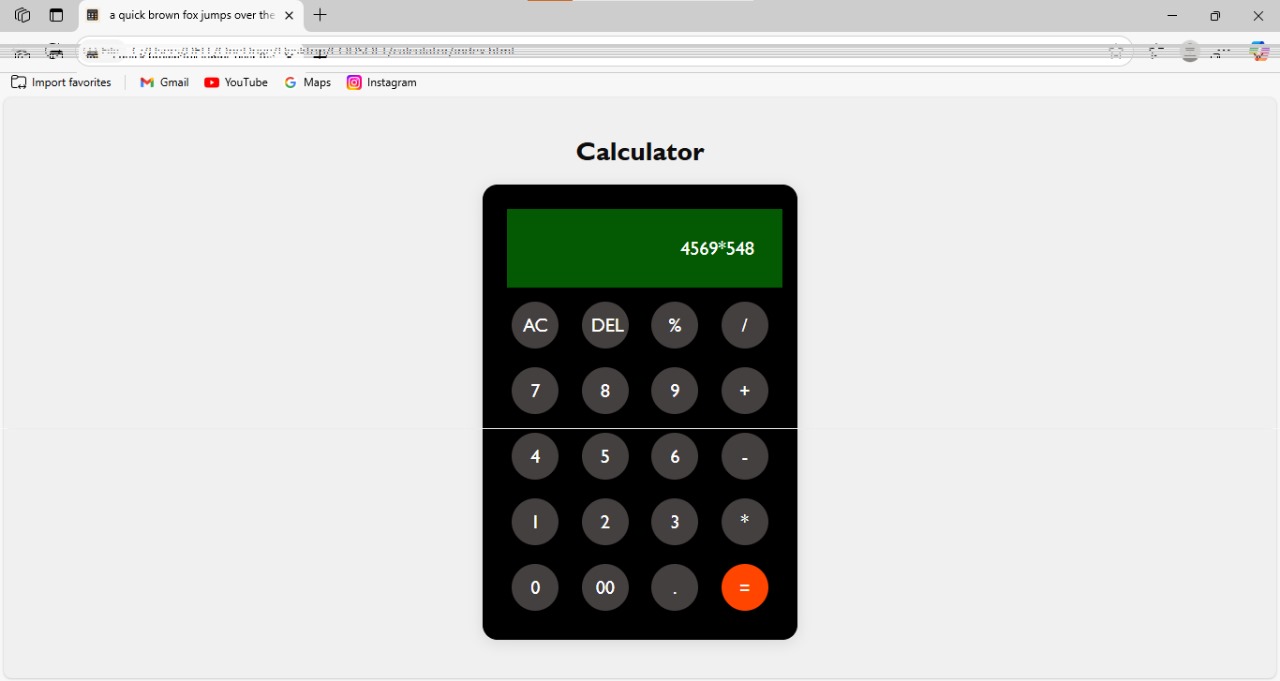 a quick brown fox jumps over the
Import favorites
Gmail
YouTube
Maps
Instagram
Calculator
4569*548
AC DEL % /
7 8 9 +
4 5 6 -
1 2 3 *
0 00 . =